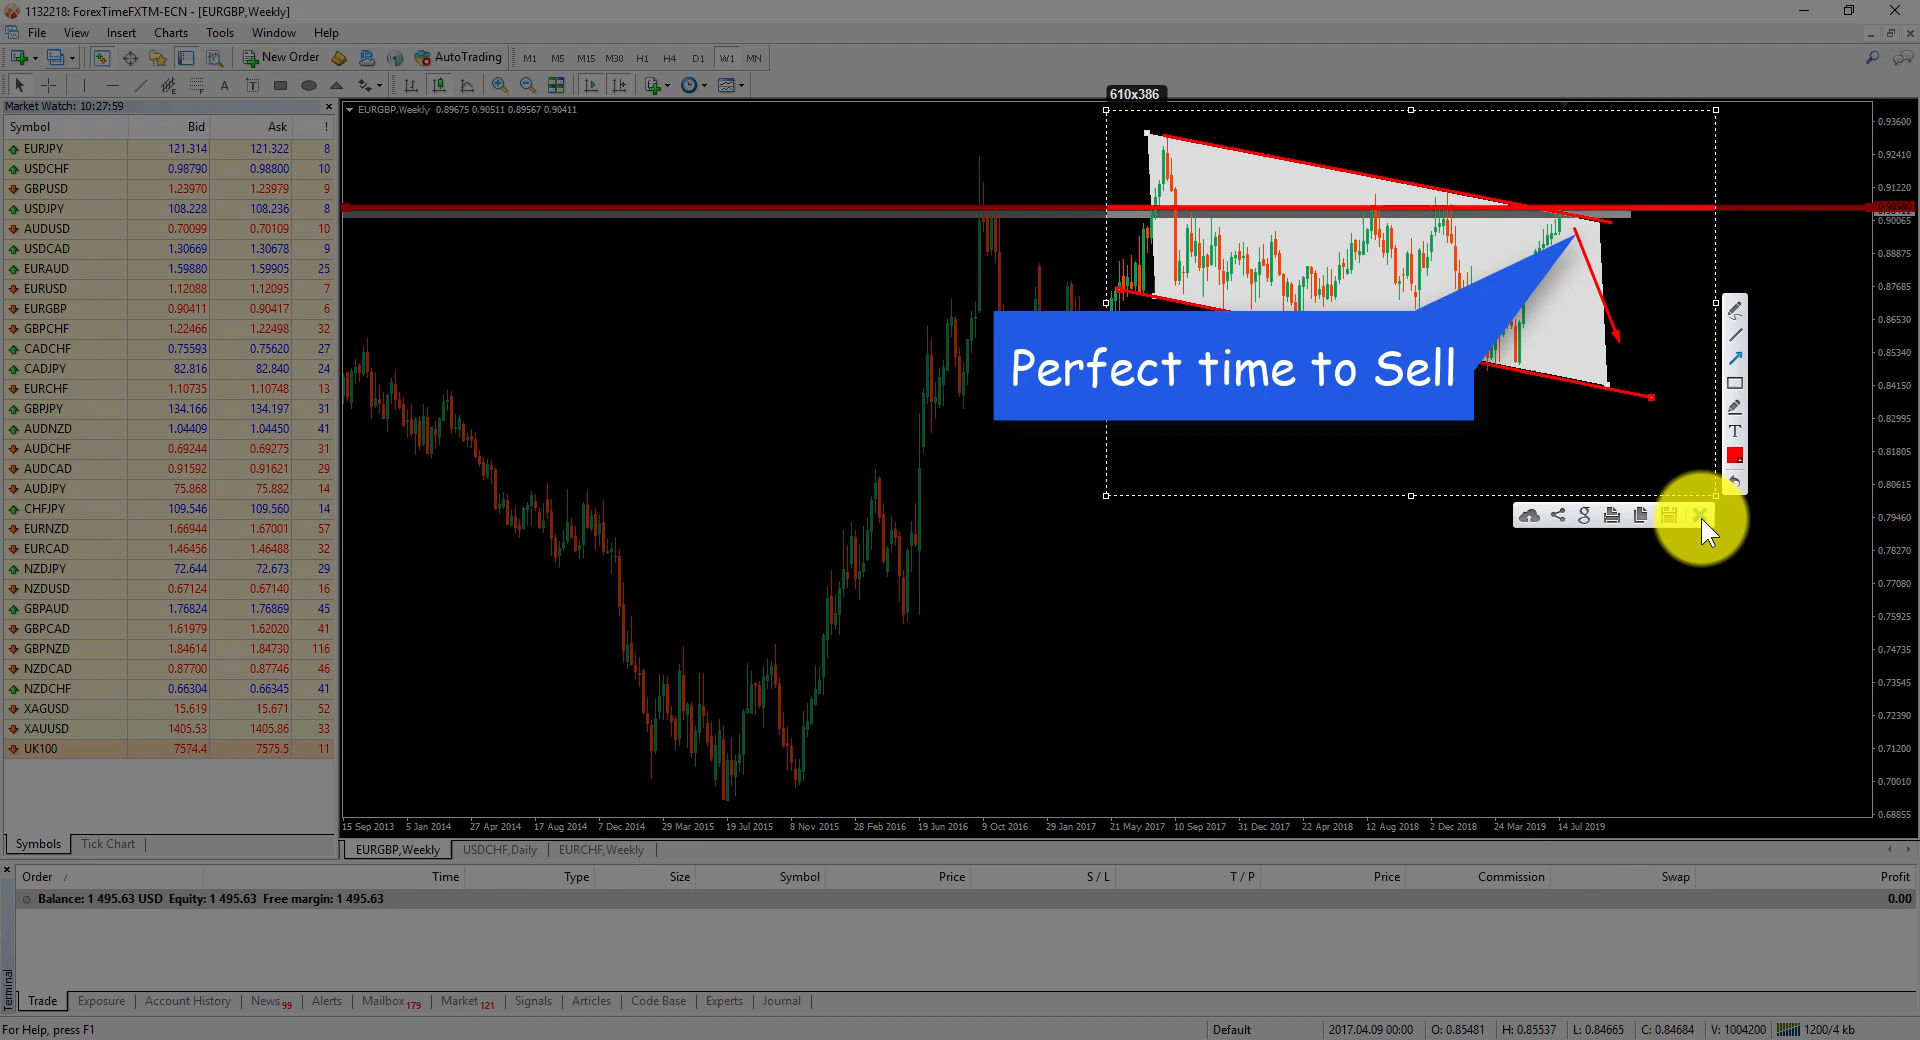 1132218: ForexTimeFXTM-ECN - [EURGBP,Weekly]
File View Insert Charts Tools Window Help
New Order AutoTrading M1 M5 M15 M30 H1 H4 D1 W1 MN
A T
Market Watch: 10:27:59
Symbol Bid Ask !
EURJPY 121.314 121.322 8
USDCHF 0.98790 0.98800 10
GBPUSD 1.23970 1.23979 9
USDJPY 108.228 108.236 8
AUDUSD 0.70099 0.70109 10
USDCAD 1.30669 1.30678 9
EURAUD 1.59880 1.59905 25
EURUSD 1.12088 1.12095 7
EURGBP 0.90411 0.90417 6
GBPCHF 1.22466 1.22498 32
CADCHF 0.75593 0.75620 27
CADJPY 82.816 82.840 24
EURCHF 1.10735 1.10748 13
GBPJPY 134.166 134.197 31
AUDNZD 1.04409 1.04450 41
AUDCHF 0.69244 0.69275 31
AUDCAD 0.91592 0.91621 29
AUDJPY 75.868 75.882 14
CHFJPY 109.546 109.560 14
EURNZD 1.66944 1.67001 57
EURCAD 1.46456 1.46488 32
NZDJPY 72.644 72.673 29
NZDUSD 0.67124 0.67140 16
GBPAUD 1.76824 1.76869 45
GBPCAD 1.61979 1.62020 41
GBPNZD 1.84614 1.84730 116
NZDCAD 0.87700 0.87746 46
NZDCHF 0.66304 0.66345 41
XAGUSD 15.619 15.671 52
XAUUSD 1405.53 1405.86 33
UK100 7574.4 7575.5 11
Symbols Tick Chart
EURGBP,Weekly 0.89675 0.90511 0.89567 0.90411
610x386
Perfect time to Sell
T
g
0.93600
0.92410
0.91220
0.90065
0.88875
0.87685
0.86530
0.85340
0.84150
0.82995
0.81805
0.80615
0.79460
0.78270
0.77080
0.75925
0.74735
0.73545
0.72390
0.71200
0.70010
0.68855
15 Sep 2013 5 Jan 2014 27 Apr 2014 17 Aug 2014 7 Dec 2014 29 Mar 2015 19 Jul 2015 8 Nov 2015 28 Feb 2016 19 Jun 2016 9 Oct 2016 29 Jan 2017 21 May 2017 10 Sep 2017 31 Dec 2017 22 Apr 2018 12 Aug 2018 2 Dec 2018 24 Mar 2019 14 Jul 2019
EURGBP,Weekly USDCHF,Daily EURCHF,Weekly
Order / Time Type Size Symbol Price S / L T / P Price Commission Swap Profit
Balance: 1 495.63 USD Equity: 1 495.63 Free margin: 1 495.63 0.00
Terminal
Trade Exposure Account History News 99 Alerts Mailbox 179 Market 121 Signals Articles Code Base Experts Journal
For Help, press F1 Default 2017.04.09 00:00 O: 0.85481 H: 0.85537 L: 0.84665 C: 0.84684 V: 1004200 1200/4 kb